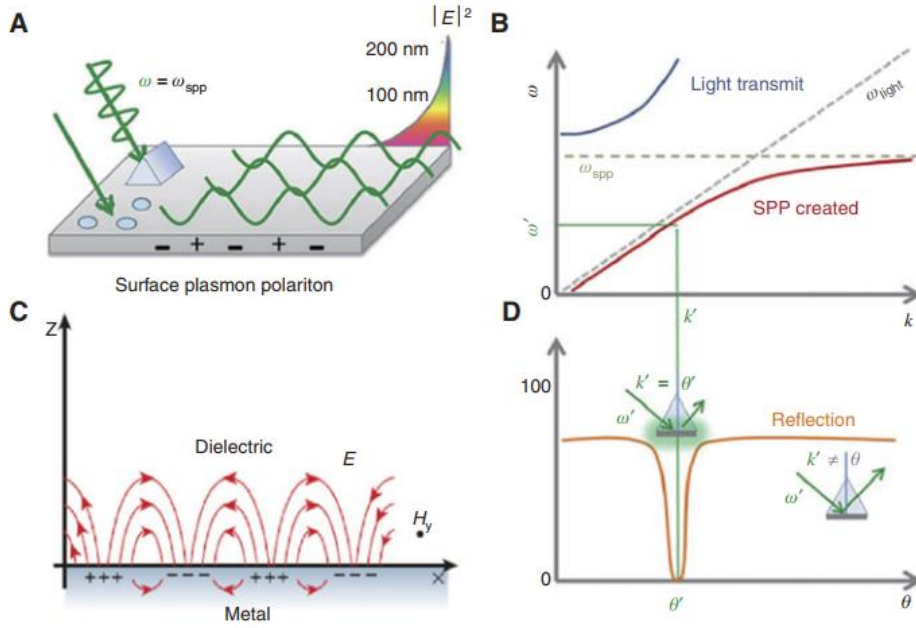 A
|E|²
200 nm
100 nm
ω = ωspp
− + − + −
Surface plasmon polariton
B
ω
Light transmit
ωlight
ωspp
SPP created
ω′
0
k
k′
C
Z
Dielectric
E
Hy
+++ − − − +++ − − −
×
Metal
D
100
k′ = θ′
ω′
Reflection
k′ ≠ θ
ω′
0
θ′
θ